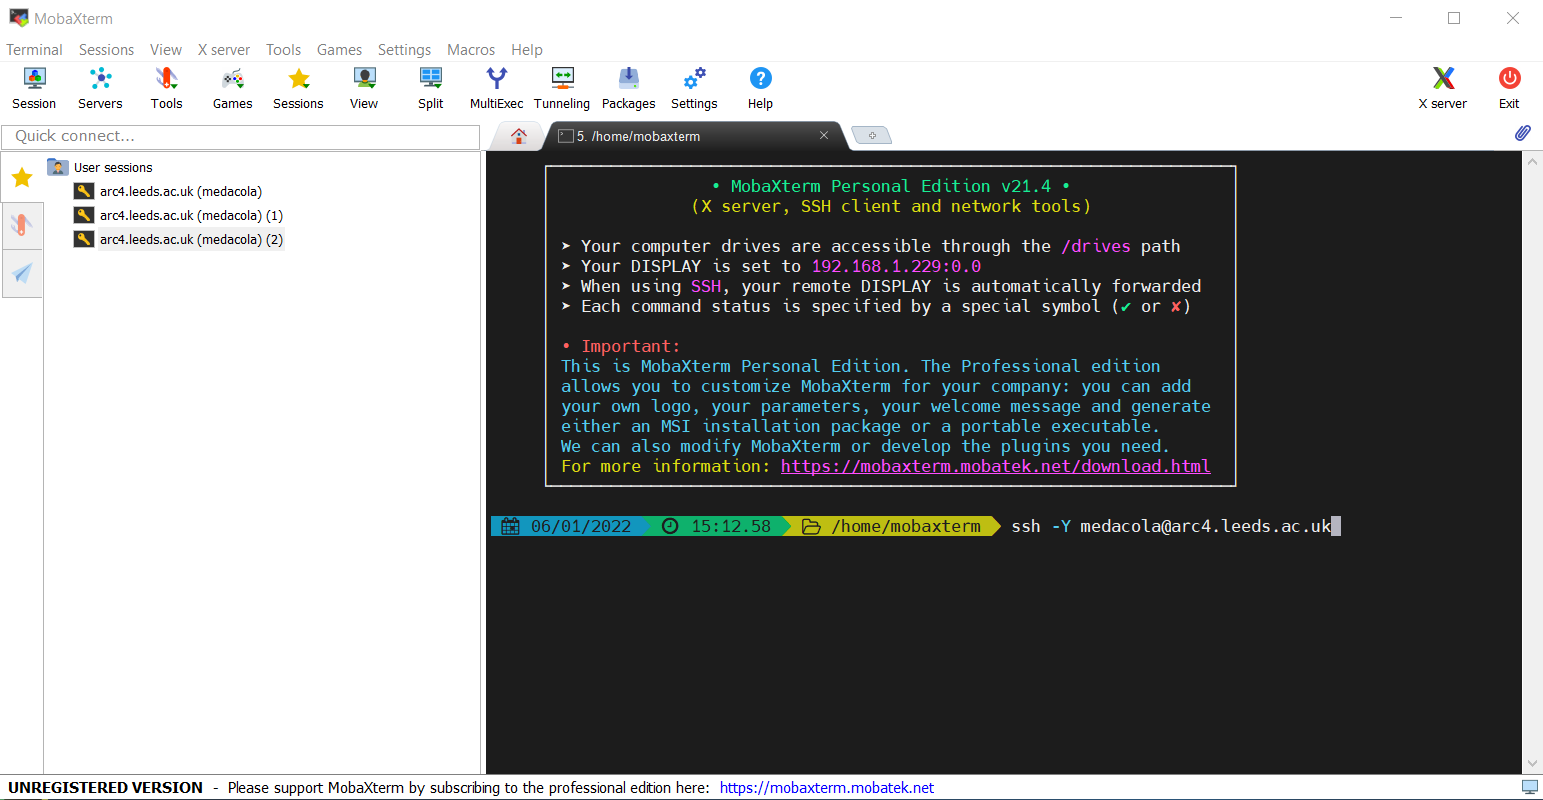 MobaXterm
Terminal Sessions View X server Tools Games Settings Macros Help
Session Servers Tools Games Sessions View Split MultiExec Tunneling Packages Settings Help X server Exit
Quick connect...
5. /home/mobaxterm
User sessions
arc4.leeds.ac.uk (medacola)
arc4.leeds.ac.uk (medacola) (1)
arc4.leeds.ac.uk (medacola) (2)
• MobaXterm Personal Edition v21.4 •
(X server, SSH client and network tools)
➤ Your computer drives are accessible through the /drives path
➤ Your DISPLAY is set to 192.168.1.229:0.0
➤ When using SSH, your remote DISPLAY is automatically forwarded
➤ Each command status is specified by a special symbol (✔ or ✘)
• Important:
This is MobaXterm Personal Edition. The Professional edition
allows you to customize MobaXterm for your company: you can add
your own logo, your parameters, your welcome message and generate
either an MSI installation package or a portable executable.
We can also modify MobaXterm or develop the plugins you need.
For more information: https://mobaxterm.mobatek.net/download.html
06/01/2022 15:12.58 /home/mobaxterm ssh -Y medacola@arc4.leeds.ac.uk
UNREGISTERED VERSION - Please support MobaXterm by subscribing to the professional edition here: https://mobaxterm.mobatek.net